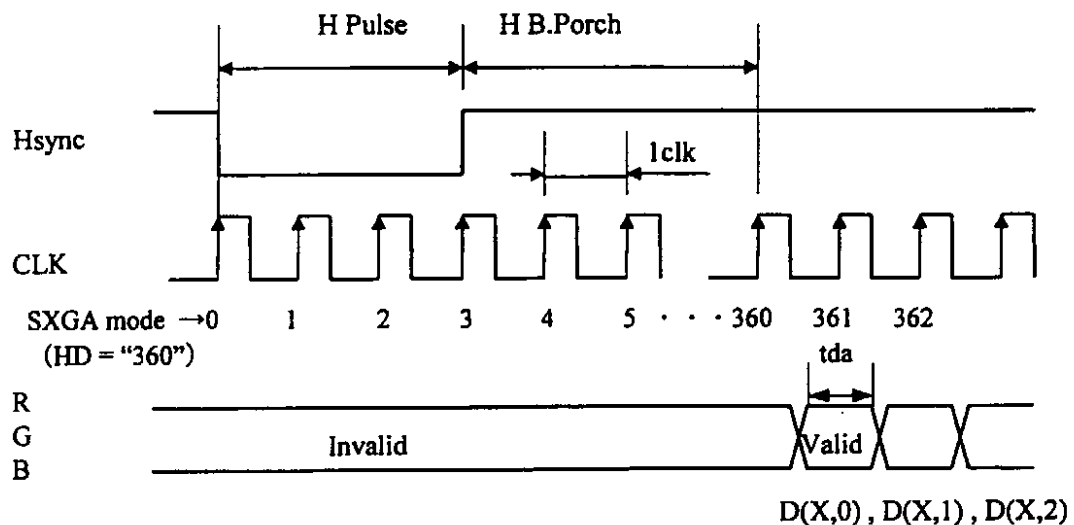 H Pulse H B.Porch
Hsync
1clk
CLK
SXGA mode →0 1 2 3 4 5 · · · 360 361 362
(HD = “360”)
tda
R
G
Invalid Valid
B
D(X,0) , D(X,1) , D(X,2)